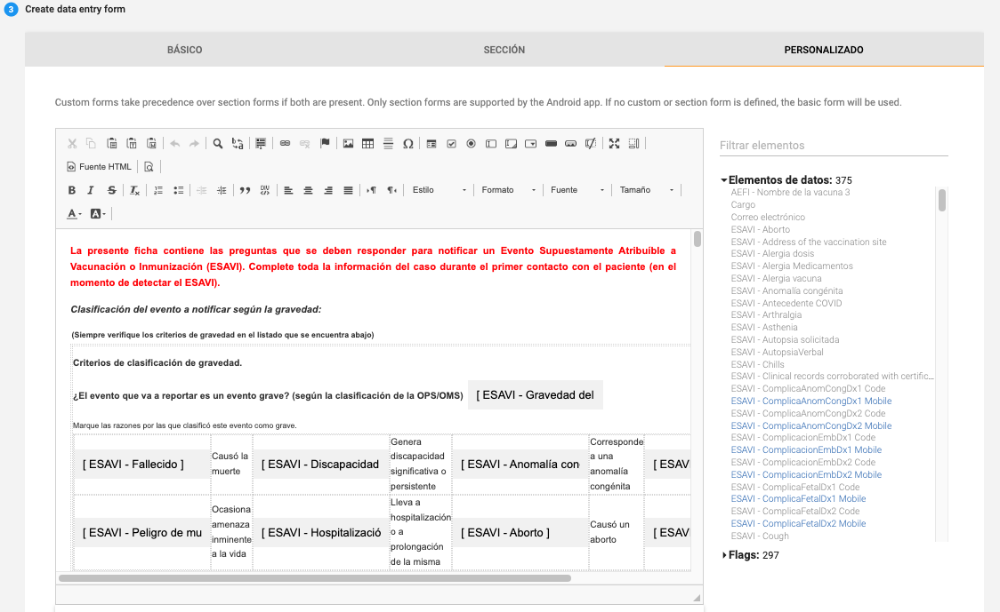 3 Create data entry form
BÁSICO
SECCIÓN
PERSONALIZADO
Custom forms take precedence over section forms if both are present. Only section forms are supported by the Android app. If no custom or section form is defined, the basic form will be used.
Fuente HTML
B I S Tx
Estilo
Formato
Fuente
Tamaño
A A
La presente ficha contiene las preguntas que se deben responder para notificar un Evento Supuestamente Atribuible a
Vacunación o Inmunización (ESAVI). Complete toda la información del caso durante el primer contacto con el paciente (en el
momento de detectar el ESAVI).
Clasificación del evento a notificar según la gravedad:
(Siempre verifique los criterios de gravedad en el listado que se encuentra abajo)
Criterios de clasificación de gravedad.
¿El evento que va a reportar es un evento grave? (según la clasificación de la OPS/OMS)
[ ESAVI - Gravedad del
Marque las razones por las que clasificó este evento como grave.
[ ESAVI - Fallecido ]
Causó la
muerte
[ ESAVI - Discapacidad
Genera
discapacidad
significativa o
persistente
[ ESAVI - Anomalía con
Corresponde
a una
anomalía
congénita
[ ESAV
[ ESAVI - Peligro de mu
Ocasiona
amenaza
inminente
a la vida
[ ESAVI - Hospitalizació
Lleva a
hospitalización
o a
prolongación
de la misma
[ ESAVI - Aborto ]
Causó un
aborto
[ ESAV
Filtrar elementos
Elementos de datos: 375
AEFI - Nombre de la vacuna 3
Cargo
Correo electrónico
ESAVI - Aborto
ESAVI - Address of the vaccination site
ESAVI - Alergia dosis
ESAVI - Alergia Medicamentos
ESAVI - Alergia vacuna
ESAVI - Anomalía congénita
ESAVI - Antecedente COVID
ESAVI - Arthralgia
ESAVI - Asthenia
ESAVI - Autopsia solicitada
ESAVI - AutopsiaVerbal
ESAVI - Chills
ESAVI - Clinical records corroborated with certific...
ESAVI - ComplicaAnomCongDx1 Code
ESAVI - ComplicaAnomCongDx1 Mobile
ESAVI - ComplicaAnomCongDx2 Code
ESAVI - ComplicaAnomCongDx2 Mobile
ESAVI - ComplicacionEmbDx1 Code
ESAVI - ComplicacionEmbDx1 Mobile
ESAVI - ComplicacionEmbDx2 Code
ESAVI - ComplicacionEmbDx2 Mobile
ESAVI - ComplicaFetalDx1 Code
ESAVI - ComplicaFetalDx1 Mobile
ESAVI - ComplicaFetalDx2 Code
ESAVI - ComplicaFetalDx2 Mobile
ESAVI - Cough
Flags: 297